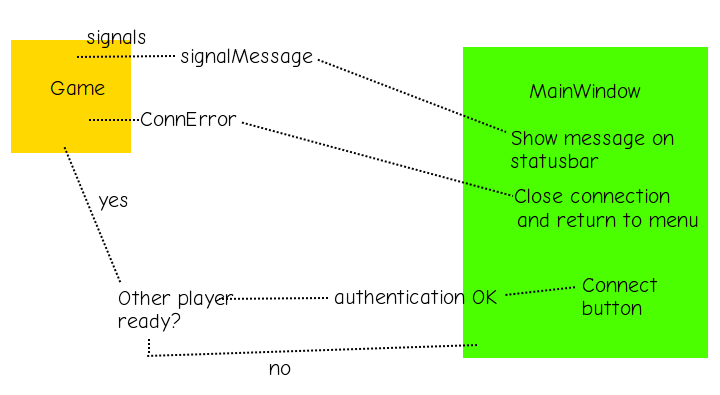 signals
signalMessage
Game
MainWindow
ConnError
Show message on
statusbar
Close connection
and return to menu
yes
Other player
ready?
authentication OK
Connect
button
no